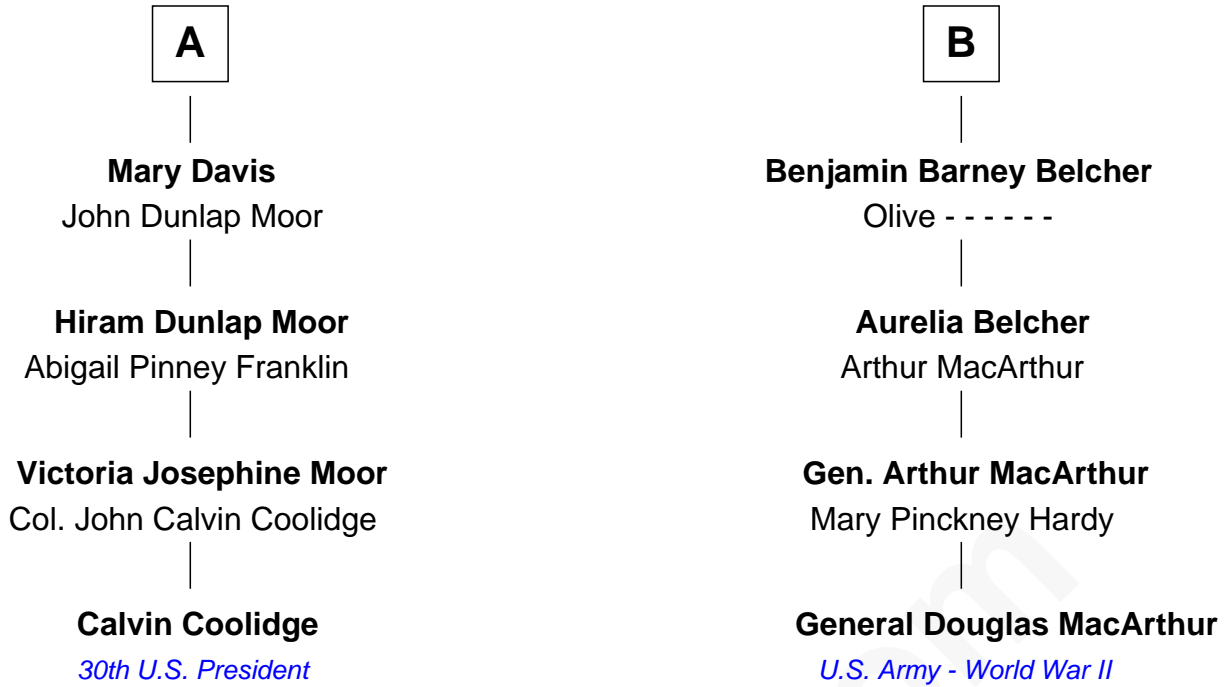 A
Mary Davis
John Dunlap Moor
Hiram Dunlap Moor
Abigail Pinney Franklin
Victoria Josephine Moor
Col. John Calvin Coolidge
Calvin Coolidge
30th U.S. President
B
Benjamin Barney Belcher
Olive - - - - - -
Aurelia Belcher
Arthur MacArthur
Gen. Arthur MacArthur
Mary Pinckney Hardy
General Douglas MacArthur
U.S. Army - World War II